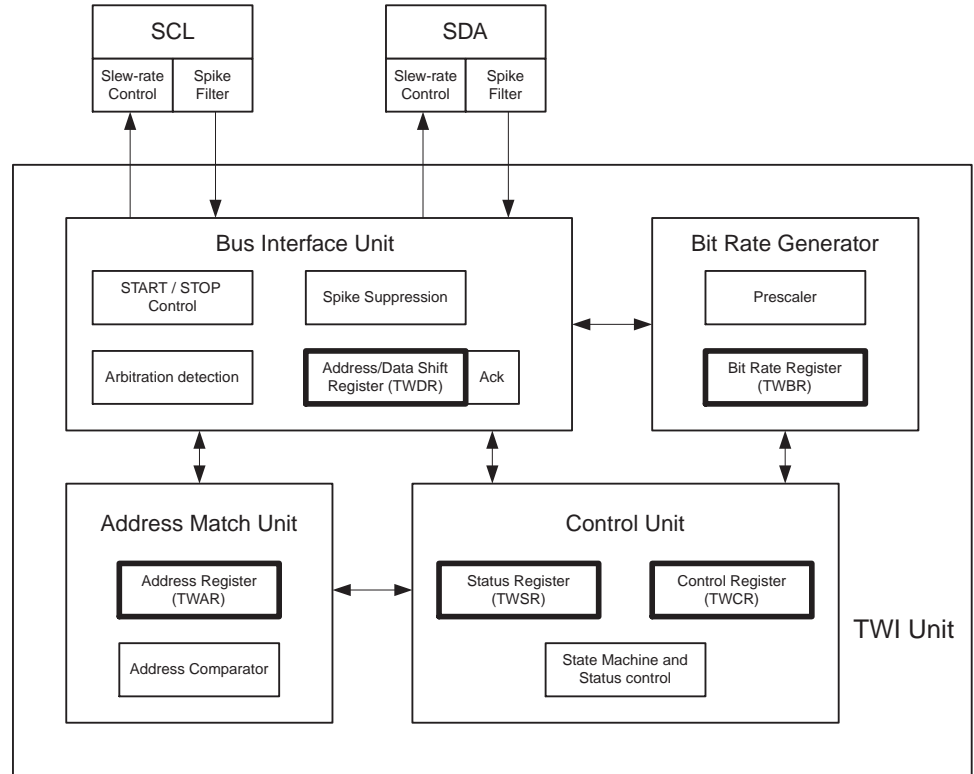 SCL
Slew-rate
Control
Spike
Filter
SDA
Slew-rate
Control
Spike
Filter
Bus Interface Unit
START / STOP
Control
Spike Suppression
Arbitration detection
Address/Data Shift
Register (TWDR)
Ack
Bit Rate Generator
Prescaler
Bit Rate Register
(TWBR)
Address Match Unit
Address Register
(TWAR)
Address Comparator
Control Unit
Status Register
(TWSR)
Control Register
(TWCR)
State Machine and
Status control
TWI Unit